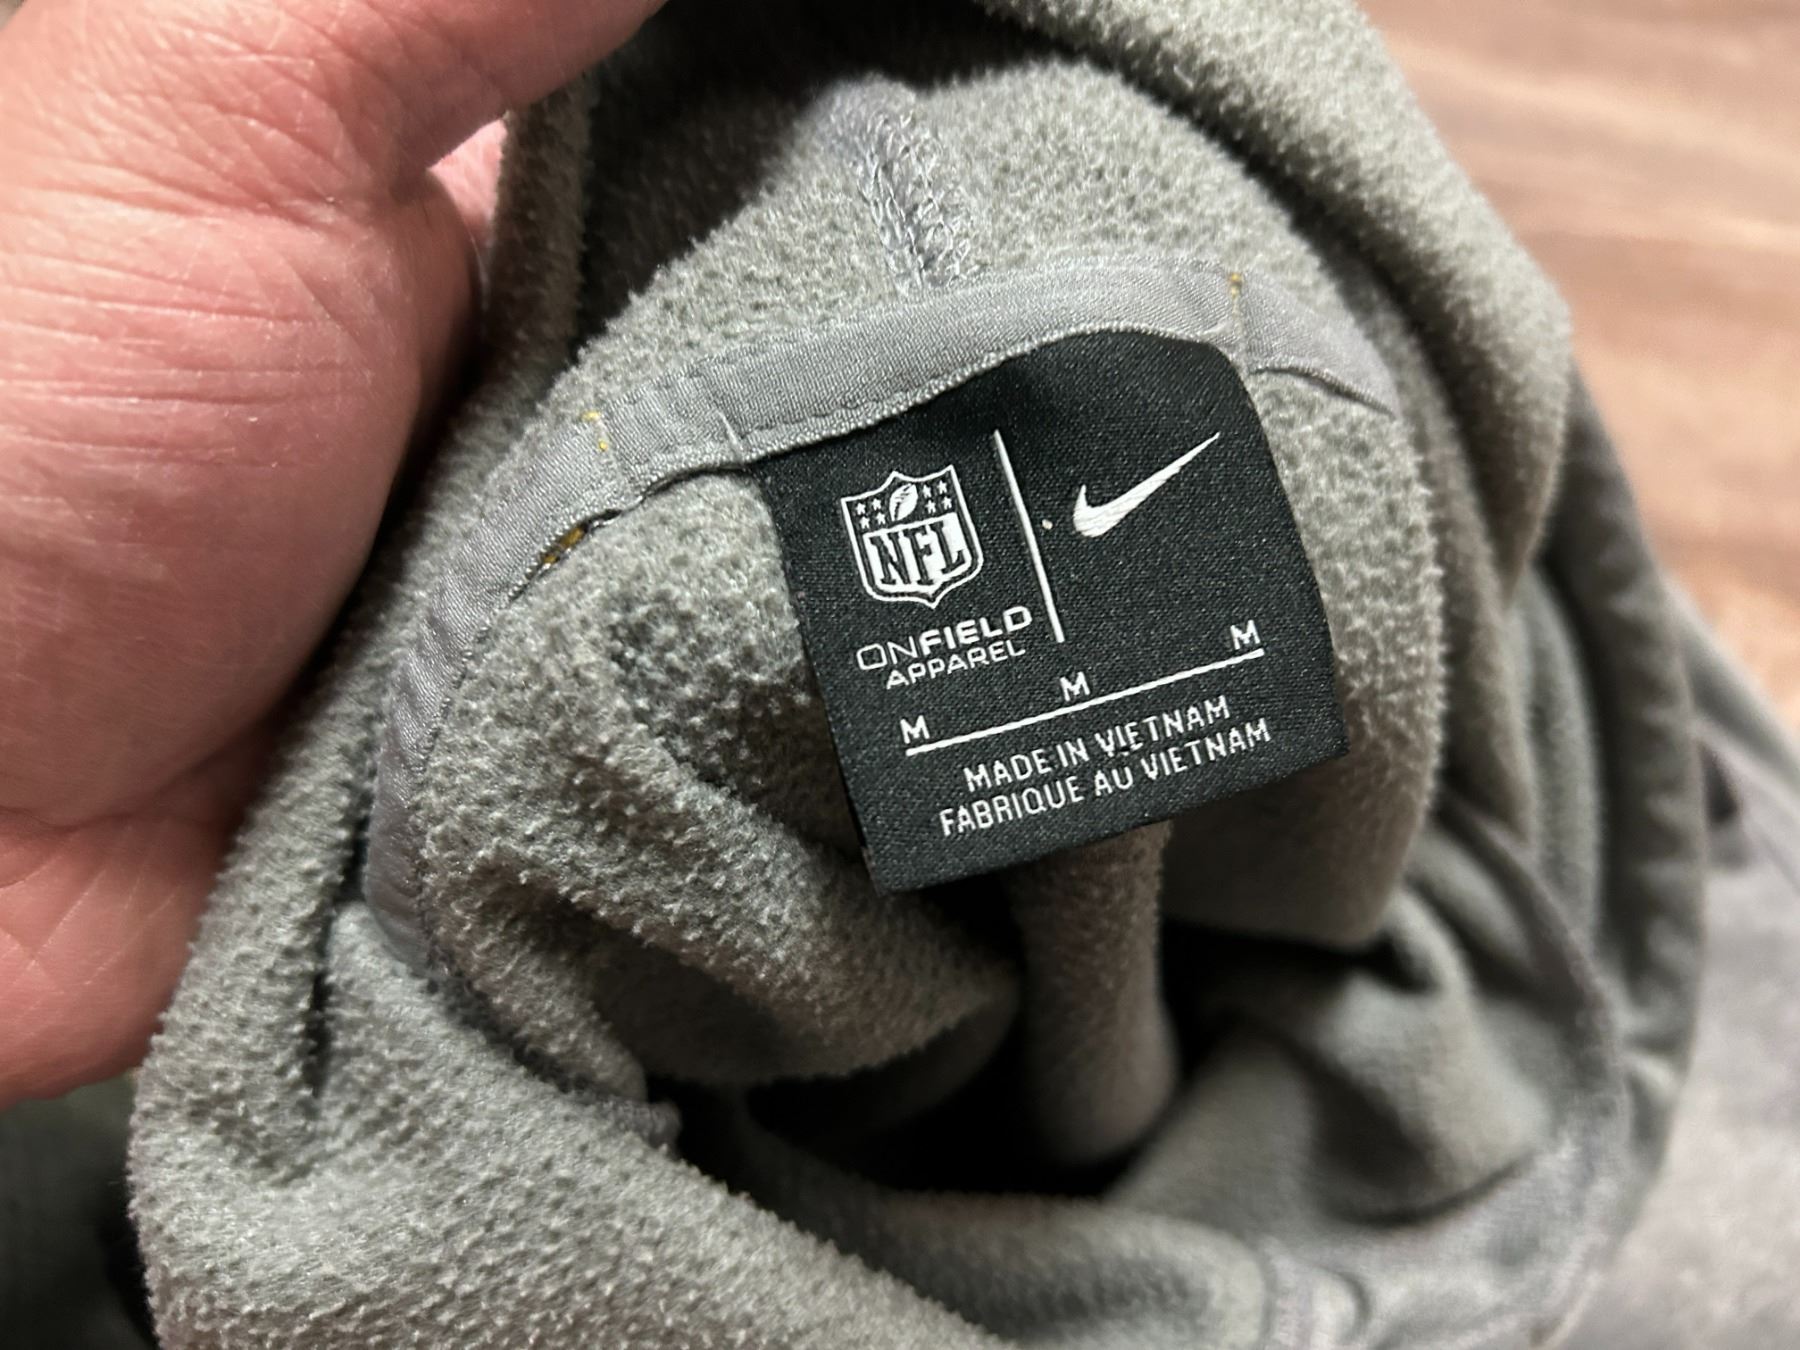 NFL
ONFIELD
APPAREL
M M M
MADE IN VIETNAM
FABRIQUE AU VIETNAM